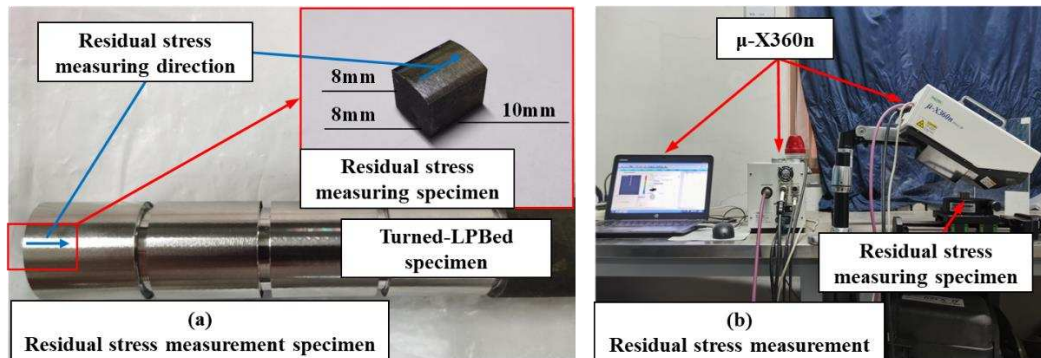 Residual stress
measuring direction
8mm
8mm
10mm
Residual stress
measuring specimen
Turned-LPBed
specimen
(a)
Residual stress measurement specimen
μ-X360n
μ-X360n
Residual stress
measuring specimen
(b)
Residual stress measurement